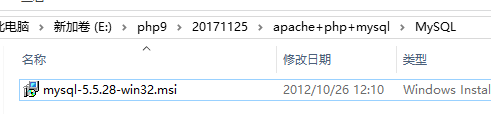 此电脑 › 新加卷 (E:) › php9 › 20171125 › apache+php+mysql › MySQL
名称 修改日期 类型
mysql-5.5.28-win32.msi 2012/10/26 12:10 Windows Instal